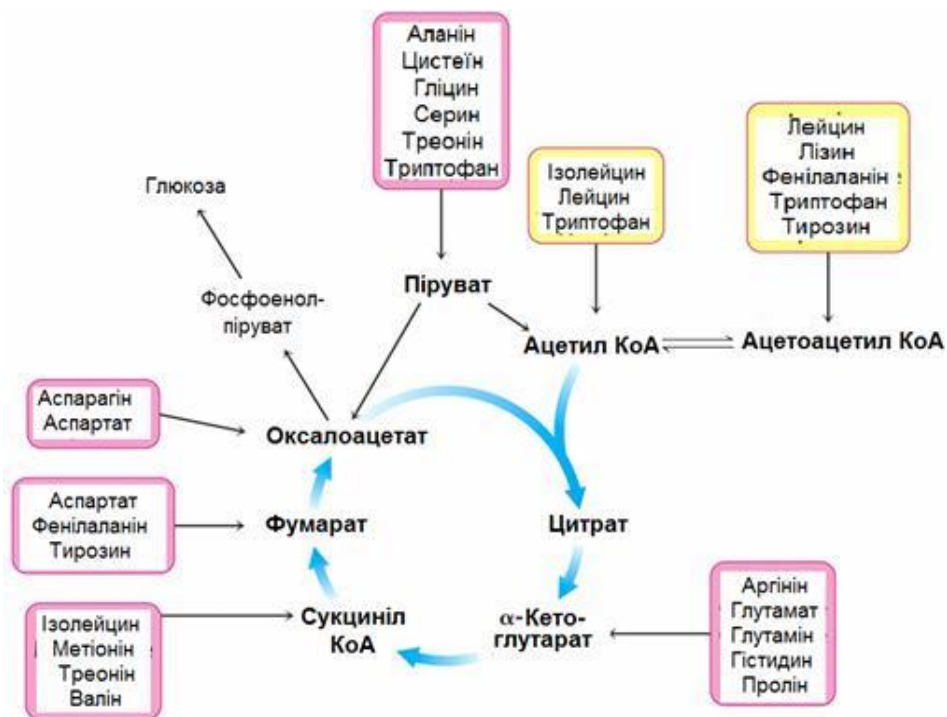 Аланін
Цистеїн
Гліцин
Серин
Треонін
Триптофан
Лейцин
Лізин
Фенілаланін
Триптофан
Тирозин
Ізолейцин
Лейцин
Триптофан
Глюкоза
Піруват
Фосфоенол-
піруват
Ацетил КоА
Ацетоацетил КоА
Аспарагін
Аспартат
Оксалоацетат
Аспартат
Фенілаланін
Тирозин
Фумарат
Цитрат
Ізолейцин
Метіонін
Треонін
Валін
Сукциніл
КоА
α-Кето-
глутарат
Аргінін
Глутамат
Глутамін
Гістидин
Пролін